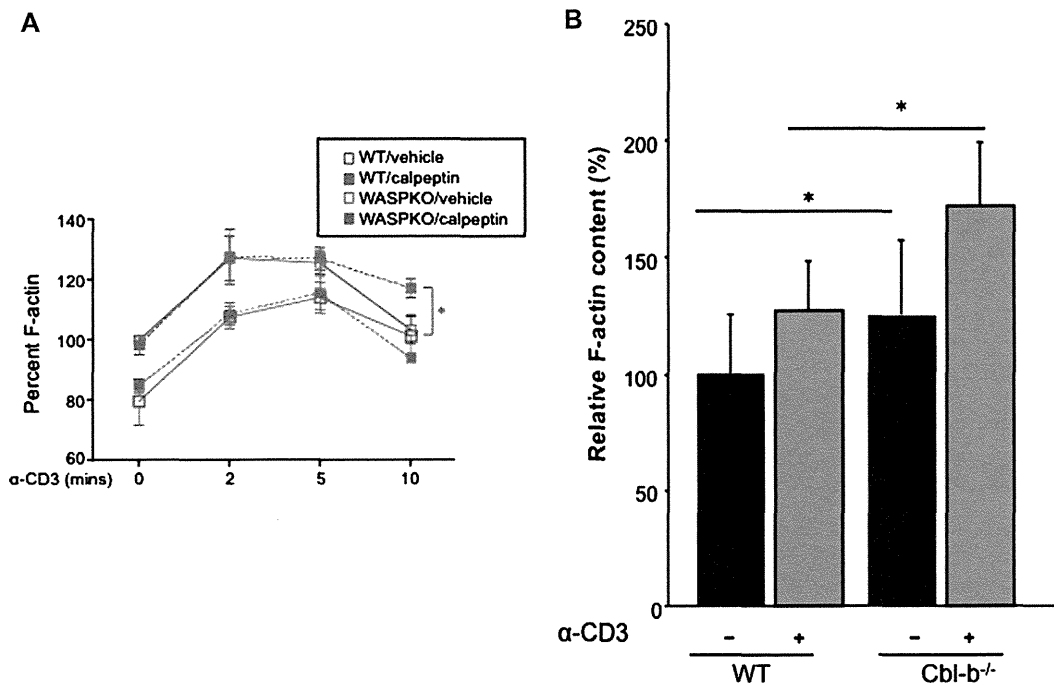 A
WT/vehicle
WT/calpeptin
WASPKO/vehicle
WASPKO/calpeptin
Percent F-actin
140
120
100
80
60
*
α-CD3 (mins)
0
2
5
10
B
Relative F-actin content (%)
250
200
150
100
50
0
*
*
α-CD3
- + - +
WT
Cbl-b-/-